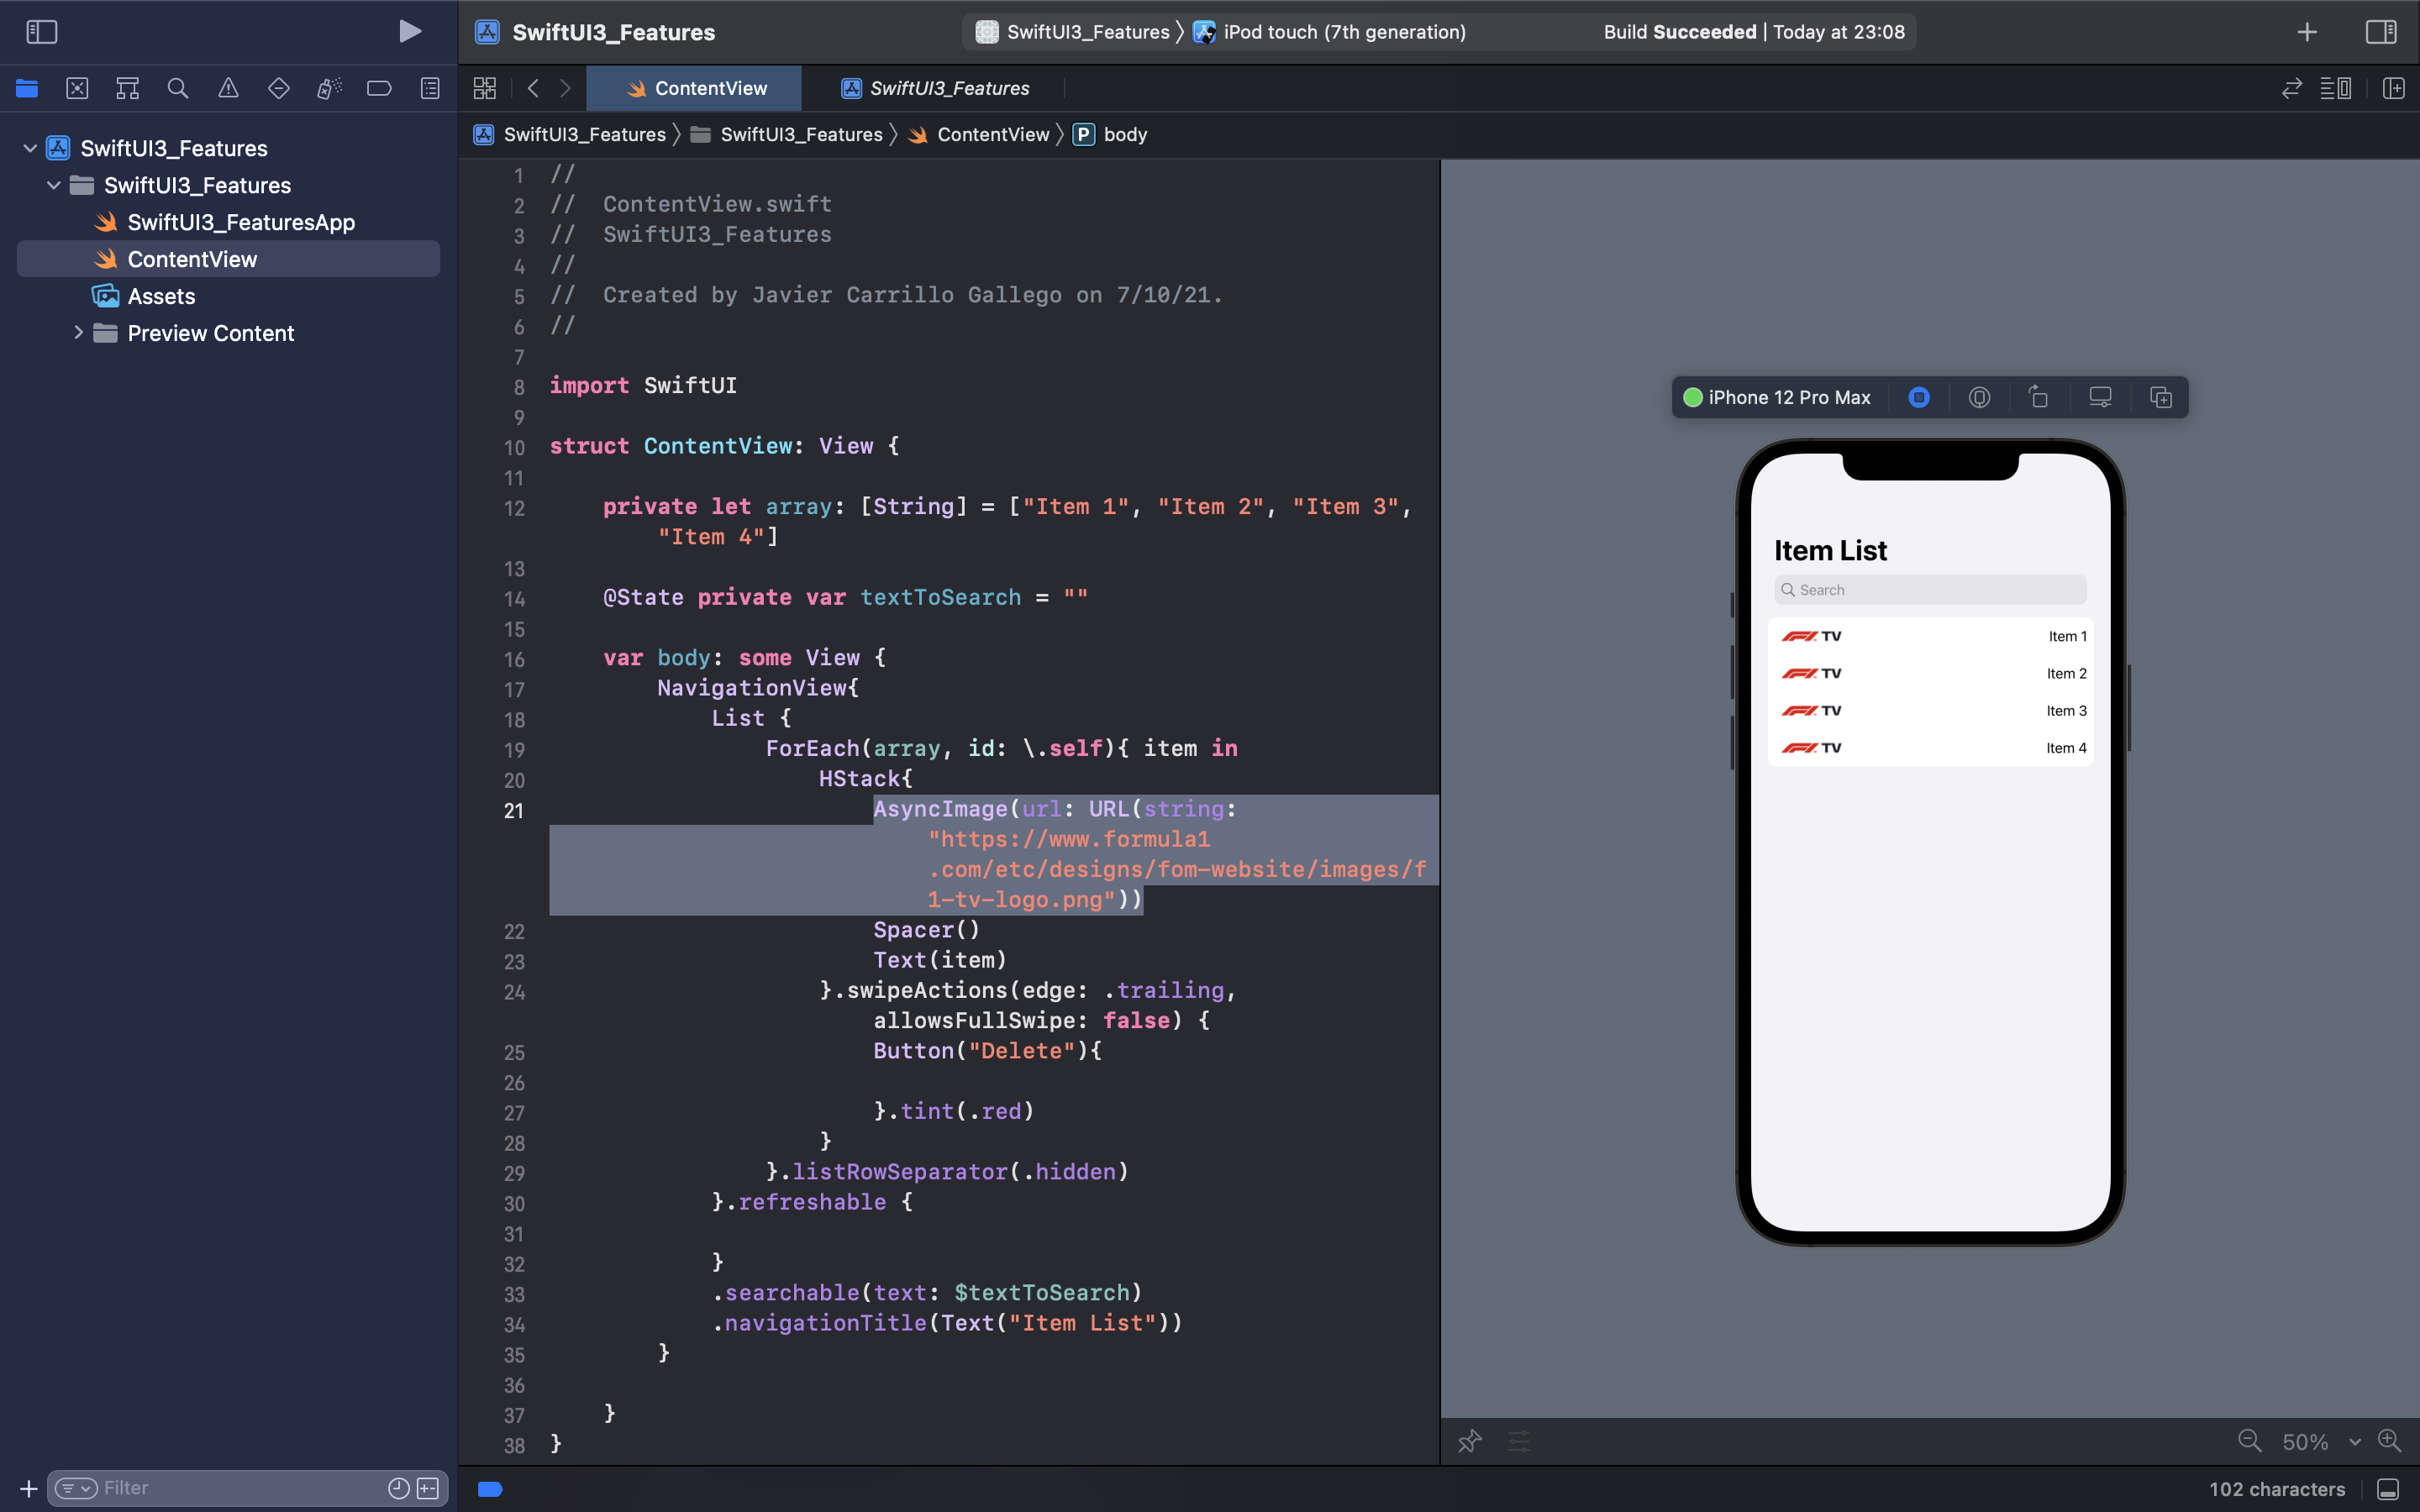 SwiftUI3_Features
SwiftUI3_Features
iPod touch (7th generation)
Build Succeeded | Today at 23:08
ContentView
SwiftUI3_Features
SwiftUI3_Features
SwiftUI3_Features
ContentView
P
body
SwiftUI3_Features
SwiftUI3_Features
SwiftUI3_FeaturesApp
ContentView
Assets
Preview Content
Filter
1 //
2 //  ContentView.swift
3 //  SwiftUI3_Features
4 //
5 //  Created by Javier Carrillo Gallego on 7/10/21.
6 //
7
8 import SwiftUI
9
10 struct ContentView: View {
11
12     private let array: [String] = ["Item 1", "Item 2", "Item 3",
"Item 4"]
13
14     @State private var textToSearch = ""
15
16     var body: some View {
17         NavigationView{
18             List {
19                 ForEach(array, id: \.self){ item in
20                     HStack{
21                         AsyncImage(url: URL(string:
"https://www.formula1
.com/etc/designs/fom-website/images/f
1-tv-logo.png"))
22                         Spacer()
23                         Text(item)
24                     }.swipeActions(edge: .trailing,
allowsFullSwipe: false) {
25                         Button("Delete"){
26
27                         }.tint(.red)
28                     }
29                 }.listRowSeparator(.hidden)
30             }.refreshable {
31
32             }
33             .searchable(text: $textToSearch)
34             .navigationTitle(Text("Item List"))
35         }
36
37     }
38 }
iPhone 12 Pro Max
Item List
Search
F1 TV Item 1
F1 TV Item 2
F1 TV Item 3
F1 TV Item 4
50%
102 characters